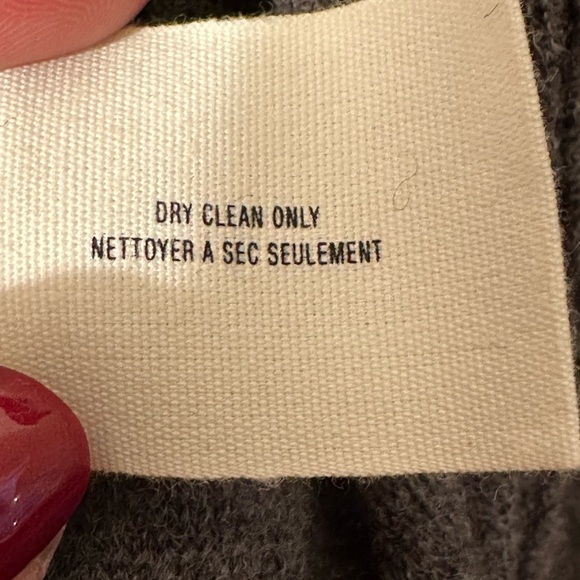 DRY CLEAN ONLY
NETTOYER A SEC SEULEMENT